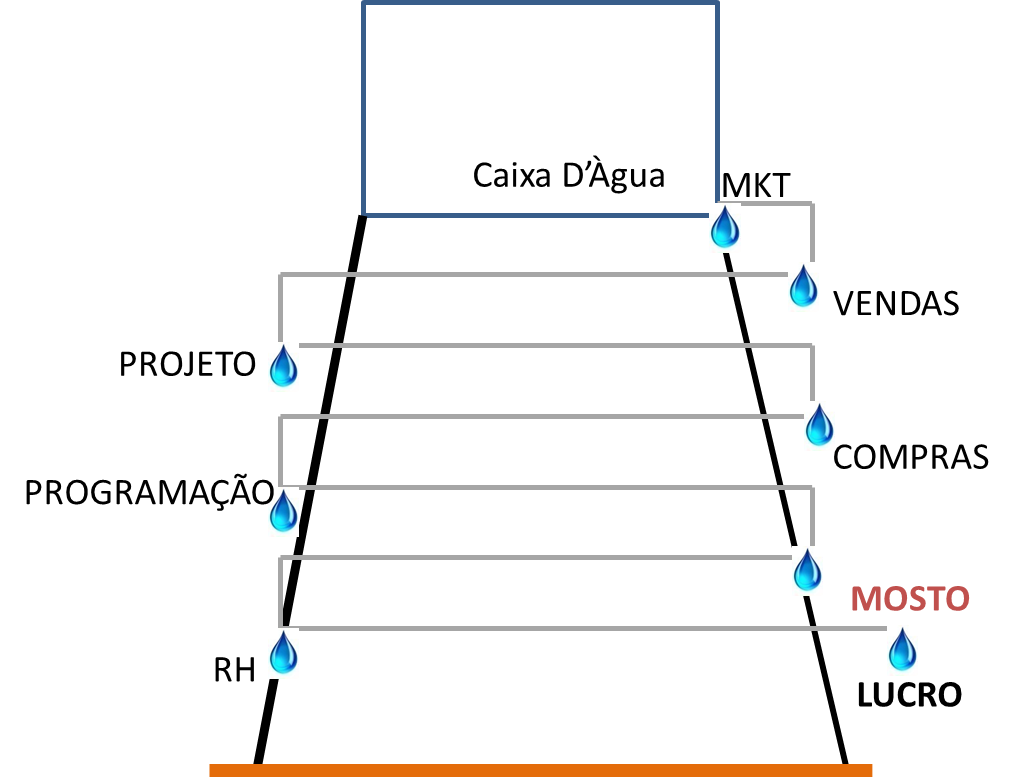 Caixa D’Àgua
MKT
VENDAS
PROJETO
COMPRAS
PROGRAMAÇÃO
MOSTO
RH
LUCRO